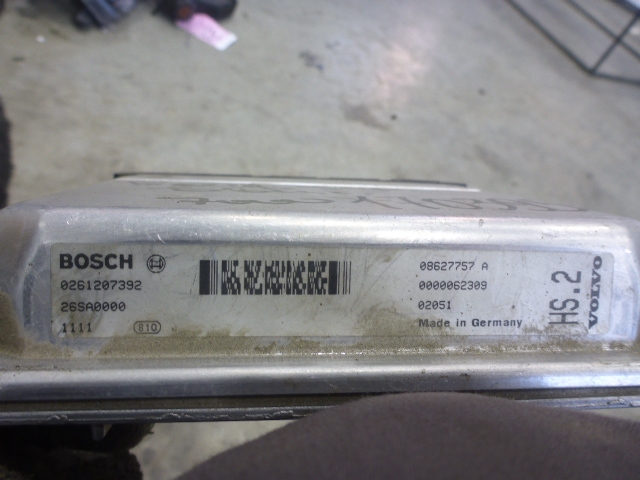 BOSCH
0261207392
26SA0000
1111 810
08627757 A
0000062309
02051
Made in Germany
HS.2
VOLVO